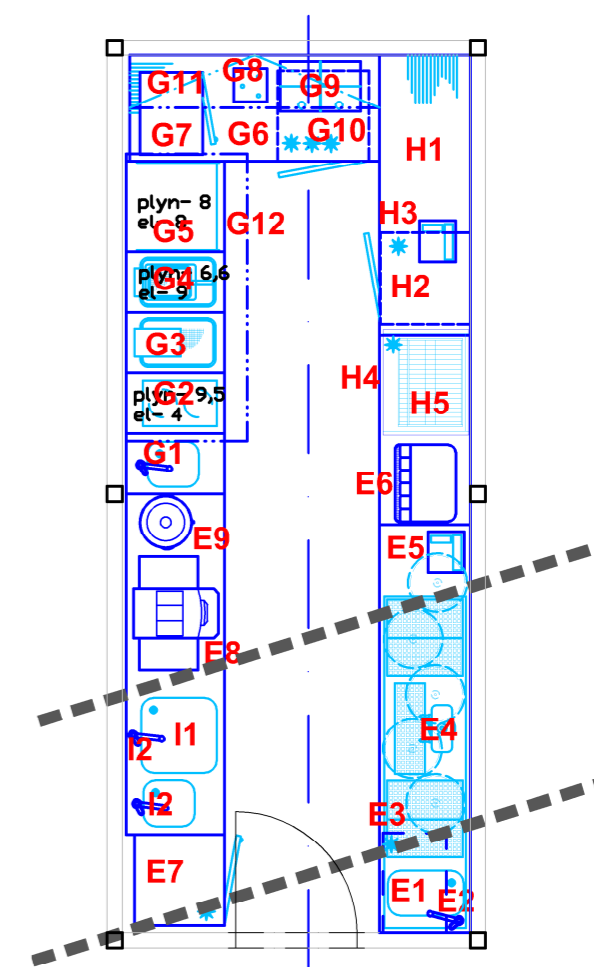 G8
G11
G9
G7
G6
G10
H1
plyn- 8
el- 8
G5
G12
H3
plyn- 6,6
el- 9
G4
H2
G3
H4
plyn- 9,5
el- 4
G2
H5
G1
E6
E9
E5
E8
I1
I2
E4
I2
E3
E7
E1
E2